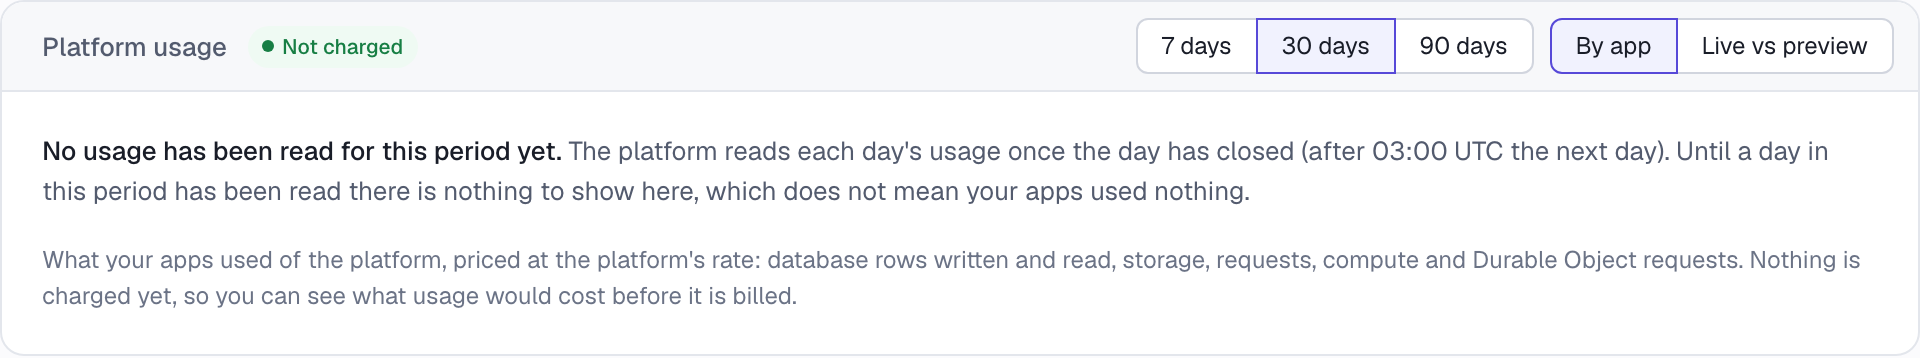 Platform usage
Not charged
7 days
30 days
90 days
By app
Live vs preview
No usage has been read for this period yet. The platform reads each day's usage once the day has closed (after 03:00 UTC the next day). Until a day in
this period has been read there is nothing to show here, which does not mean your apps used nothing.
What your apps used of the platform, priced at the platform's rate: database rows written and read, storage, requests, compute and Durable Object requests. Nothing is
charged yet, so you can see what usage would cost before it is billed.